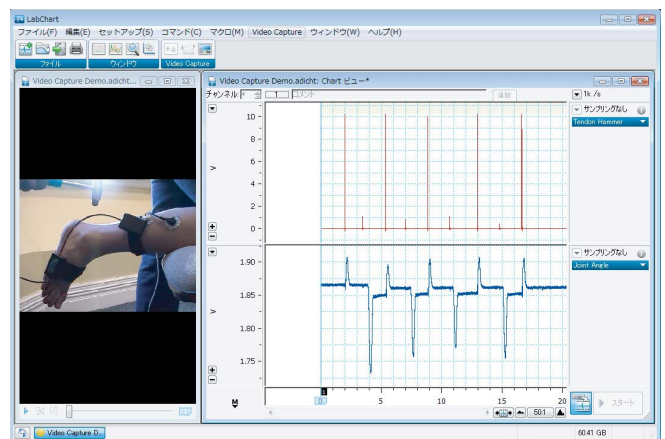 LabChart
ファイル(F) 編集(E) セットアップ(S) コマンド(C) マクロ(M) Video Capture ウィンドウ(W) ヘルプ(H)
ファイル ウィンドウ Video Capture
Video Capture Demo.adicht...
Video Capture Demo.adicht: Chart ビュー*
チャンネル: 1 コメント 追加 1k /s
サンプリングなし
Tendon Hammer
10
8
6
4
2
0
V
サンプリングなし
Joint Angle
1.90
1.85
1.80
1.75
V
M
0 5 10 15 20
50:1
スタート
Video Capture D...
60.41 GB